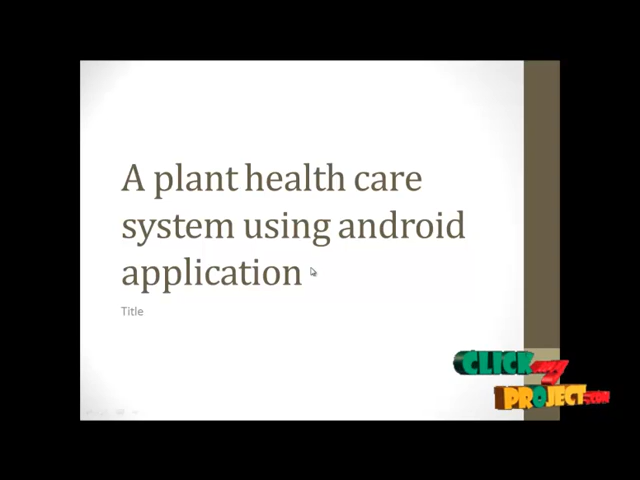 A plant health care
system using android
application
Title
CLICK my
PROJECT.COM